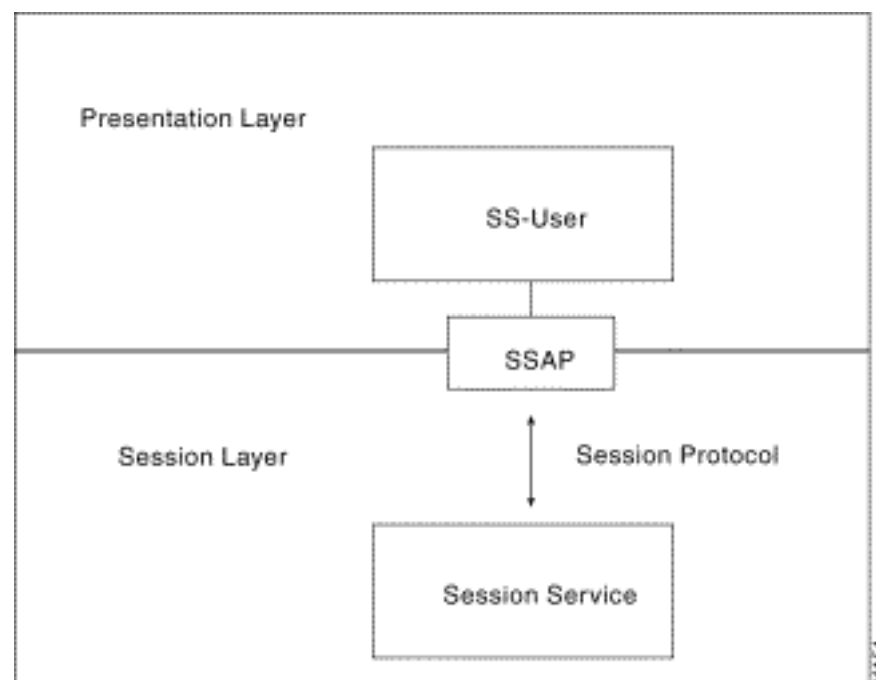 Presentation Layer
SS-User
SSAP
Session Layer
Session Protocol
Session Service